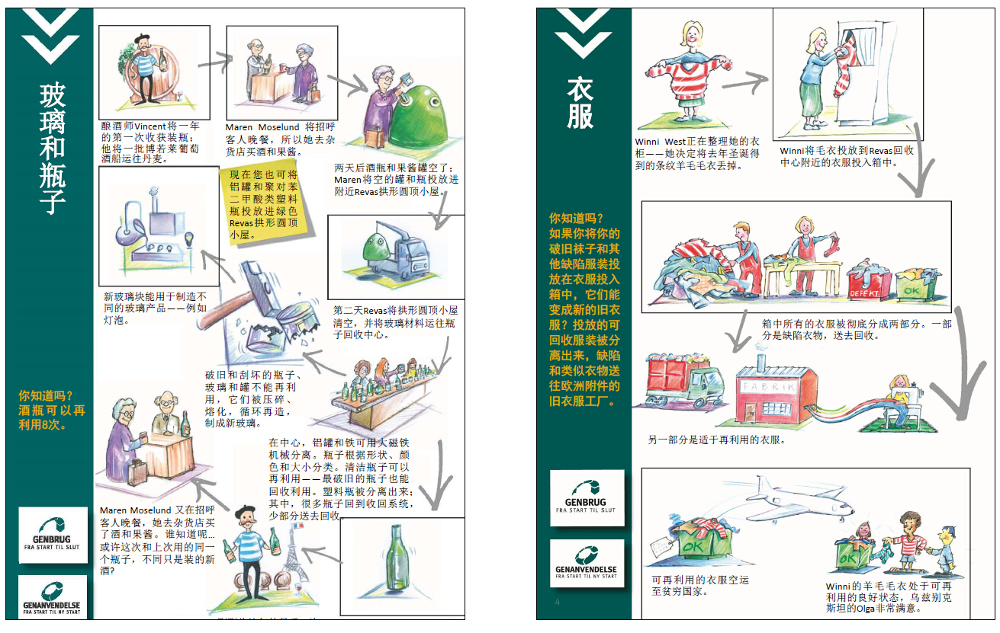 玻璃和瓶子
酿酒师Vincent将一年
的第一次收获装瓶；
他将一批博若莱葡萄
酒船运往丹麦。
Maren Moselund 将招呼
客人晚餐，所以她去杂
货店买酒和果酱。
两天后酒瓶和果酱罐空了；
Maren将空的罐和瓶投放进
附近Revas拱形圆顶小屋。
现在您也可将
铝罐和聚对苯
二甲酸类塑料
瓶投放进绿色
Revas拱形圆顶
小屋。
第二天Revas将拱形圆顶小屋
清空，并将玻璃材料运往瓶
子回收中心。
新玻璃块能用于制造不
同的玻璃产品——例如
灯泡。
破旧和刮坏的瓶子、
玻璃和罐不能再利
用，它们被压碎、
熔化，循环再造，
制成新玻璃。
在中心，铝罐和铁可用大磁铁
机械分离。瓶子根据形状、颜
色和大小分类。清洁瓶子可以
再利用——最破旧的瓶子也能
回收利用。塑料瓶被分离出来；
其中，很多瓶子回到收回系统，
少部分送去回收。
你知道吗？
酒瓶可以再
利用8次。
Maren Moselund 又在招呼
客人晚餐，她去杂货店买
了酒和果酱。谁知道呢…
或许这次和上次用的同一
个瓶子，不同只是装的新
酒？
GENBRUG
FRA START TIL SLUT
GENANVENDELSE
FRA START TIL NY START
衣服
Winni West正在整理她的衣
柜——她决定将去年圣诞得
到的条纹羊毛毛衣丢掉。
Winni将毛衣投放到Revas回收
中心附近的衣服投入箱中。
你知道吗？
如果你将你的
破旧袜子和其
他缺陷服装投
放在衣服投入
箱中，它们能
变成新的旧衣
服？投放的可
回收服装被分
离出来，缺陷
和类似衣物送
往欧洲附件的
旧衣服工厂。
DEFEKT
OK
箱中所有的衣服被彻底分成两部分。一部
分是缺陷衣物，送去回收。
FABRIK
另一部分是适于再利用的衣服。
OK
OK
可再利用的衣服空运
至贫穷国家。
Winni的羊毛毛衣处于可再
利用的良好状态，乌兹别克
斯坦的Olga非常满意。
GENBRUG
FRA START TIL SLUT
GENANVENDELSE
FRA START TIL NY START
4